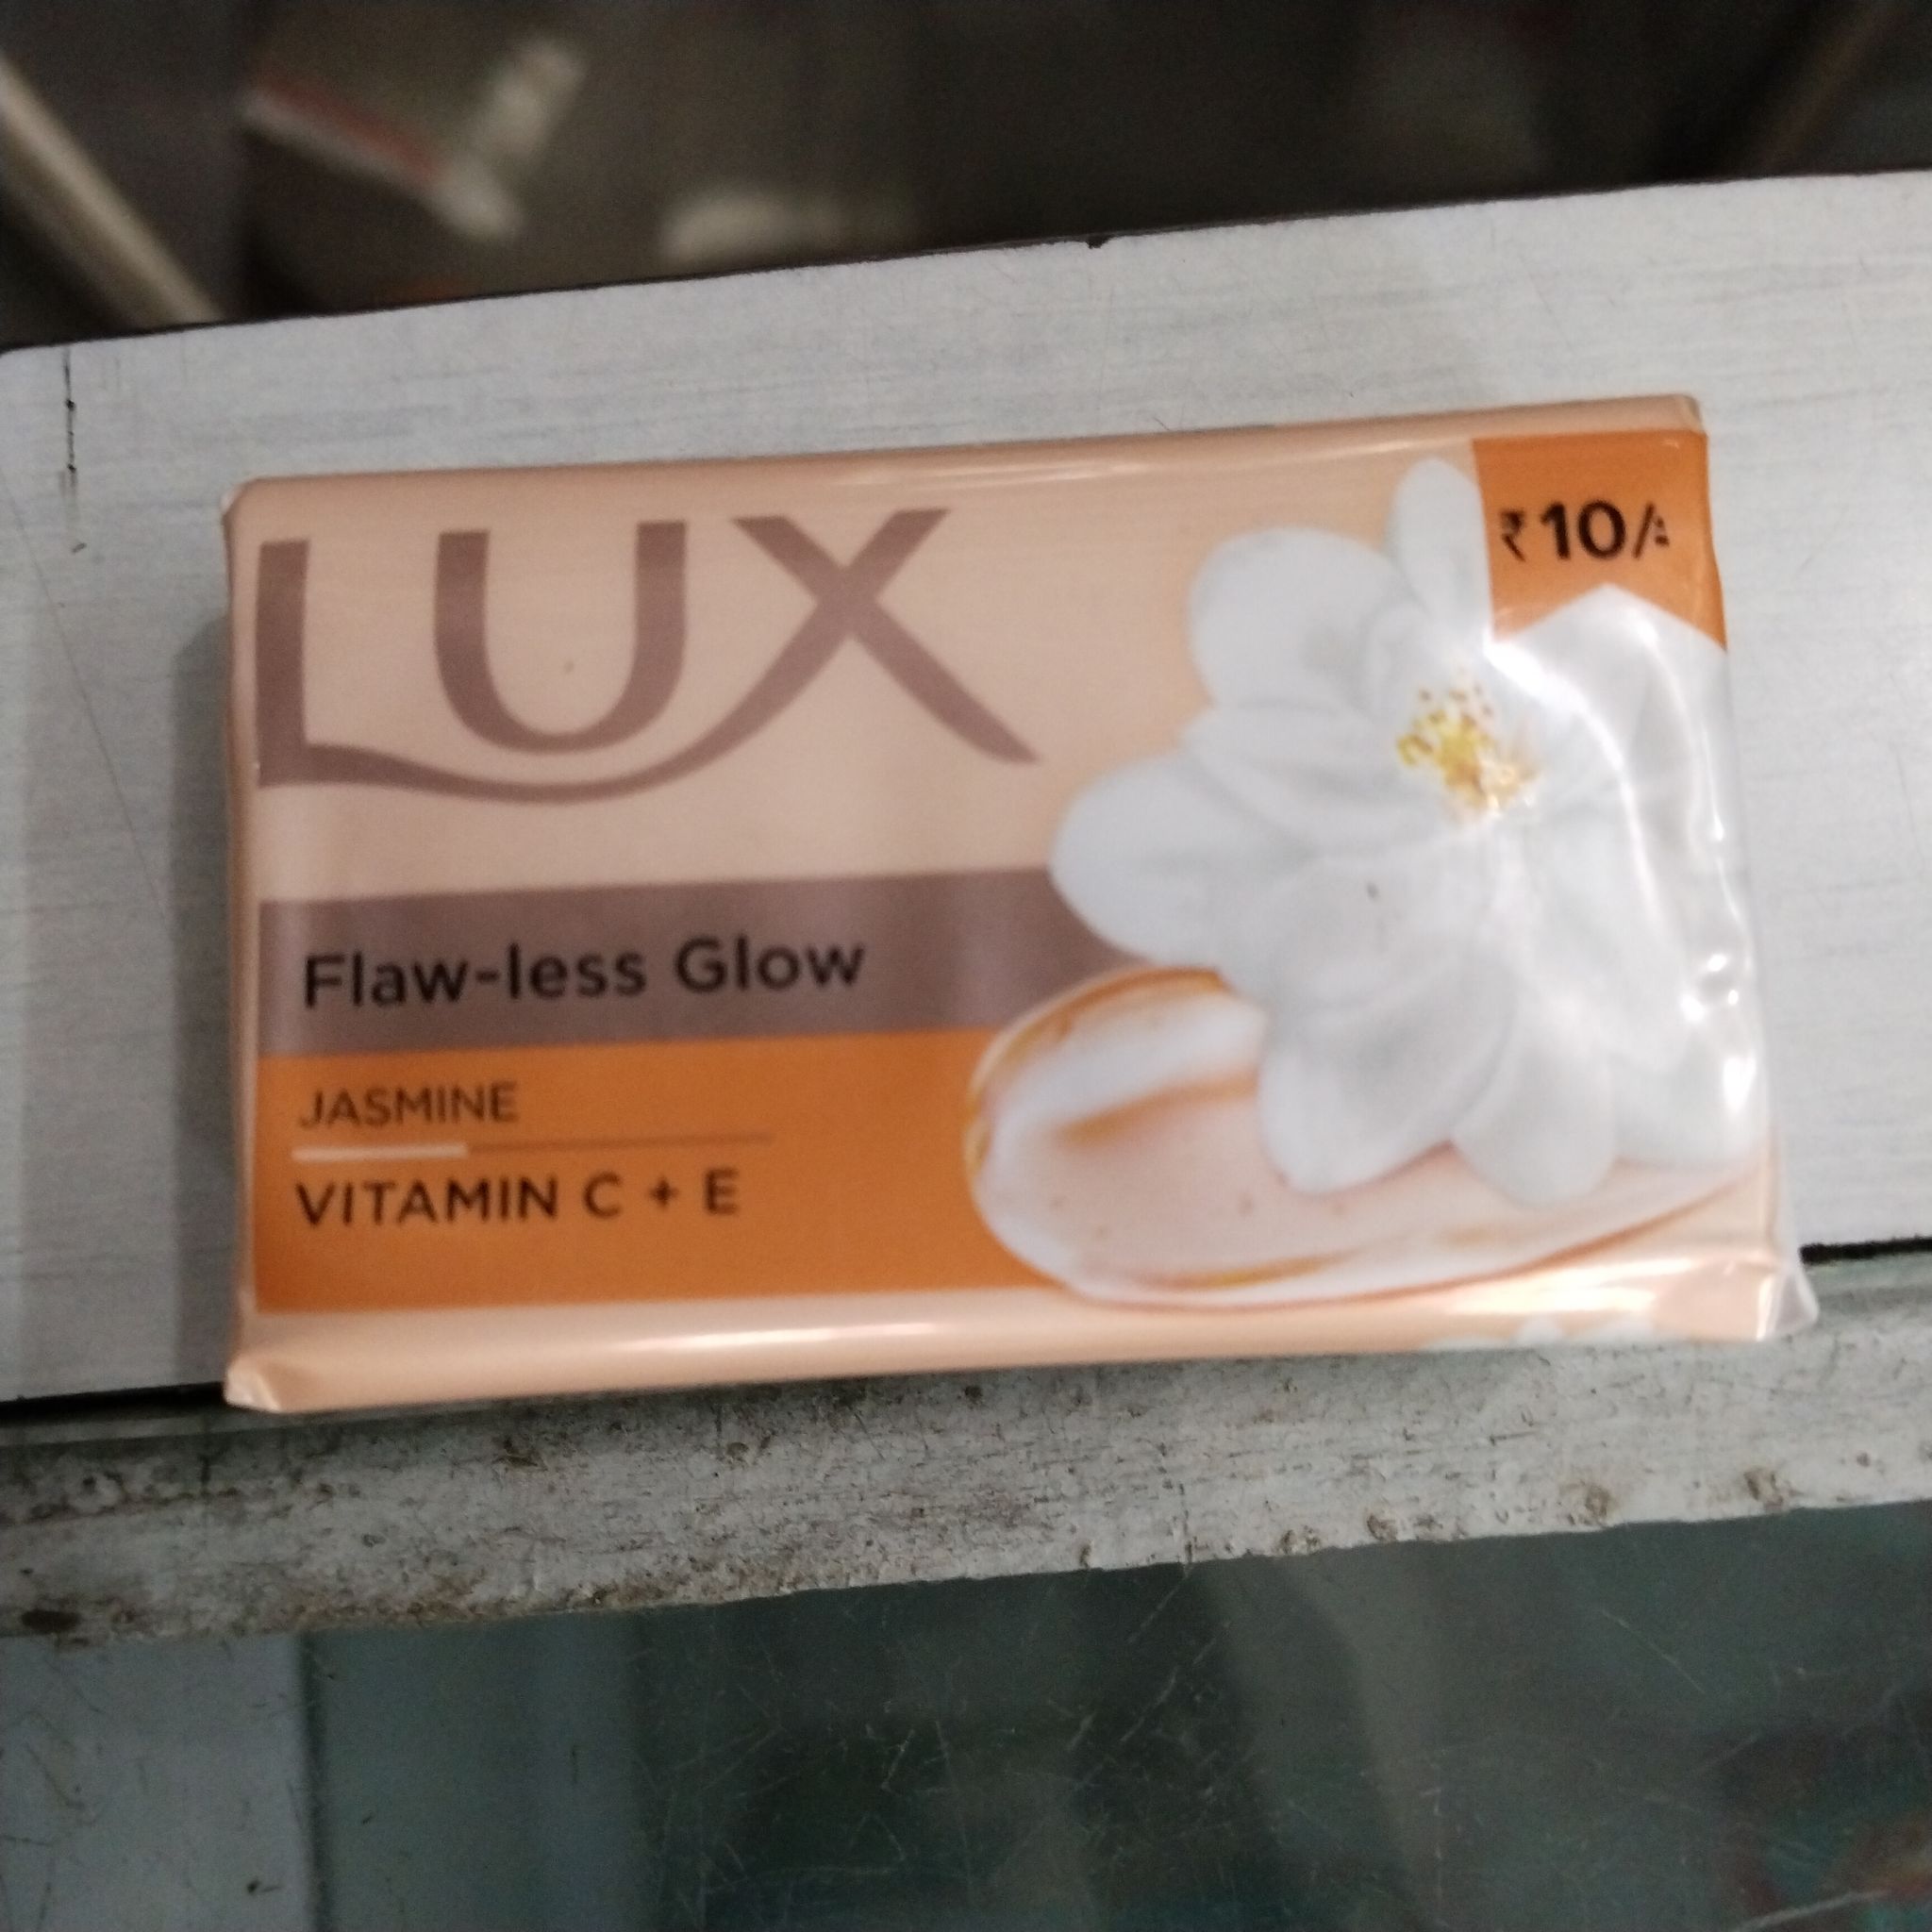 LUX
₹10/-
Flaw-less Glow
JASMINE
VITAMIN C + E